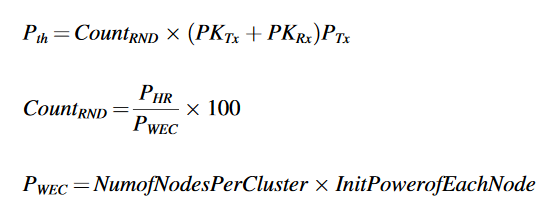 P_th = Count_RND × (PK_Tx + PK_Rx)P_Tx
Count_RND = P_HR / P_WEC × 100
P_WEC = NumofNodesPerCluster × InitPowerofEachNode